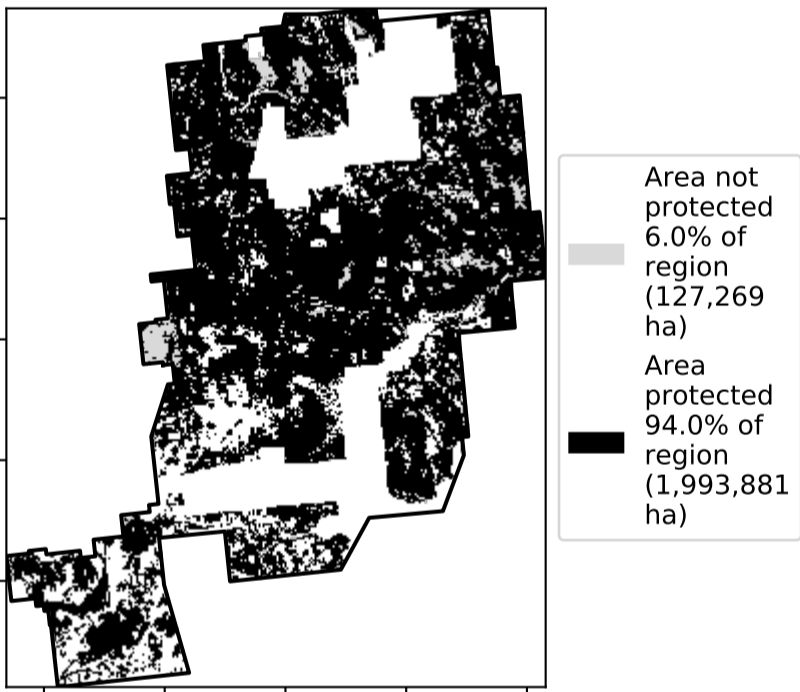 Area not
protected
6.0% of
region
(127,269
ha)
Area
protected
94.0% of
region
(1,993,881
ha)